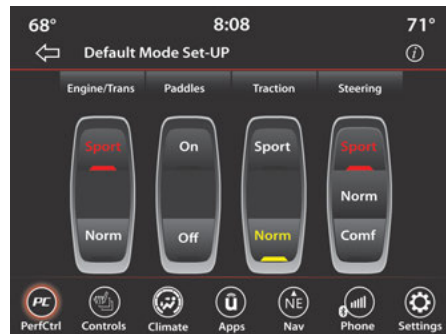 68° 8:08 71°
Default Mode Set-UP i
Engine/Trans Paddles Traction Steering
Sport On Sport Sport
Norm
Norm Off Norm Comf
PC ū NE
PerfCtrl Controls Climate Apps Nav Phone Settings